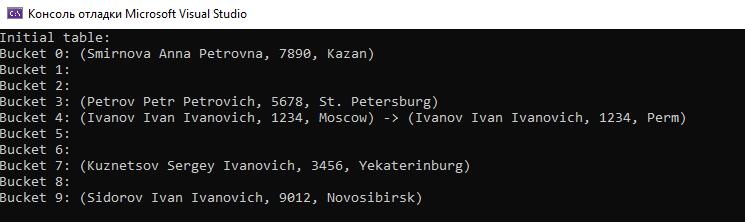 Консоль отладки Microsoft Visual Studio
Initial table:
Bucket 0: (Smirnova Anna Petrovna, 7890, Kazan)
Bucket 1:
Bucket 2:
Bucket 3: (Petrov Petr Petrovich, 5678, St. Petersburg)
Bucket 4: (Ivanov Ivan Ivanovich, 1234, Moscow) -> (Ivanov Ivan Ivanovich, 1234, Perm)
Bucket 5:
Bucket 6:
Bucket 7: (Kuznetsov Sergey Ivanovich, 3456, Yekaterinburg)
Bucket 8:
Bucket 9: (Sidorov Ivan Ivanovich, 9012, Novosibirsk)